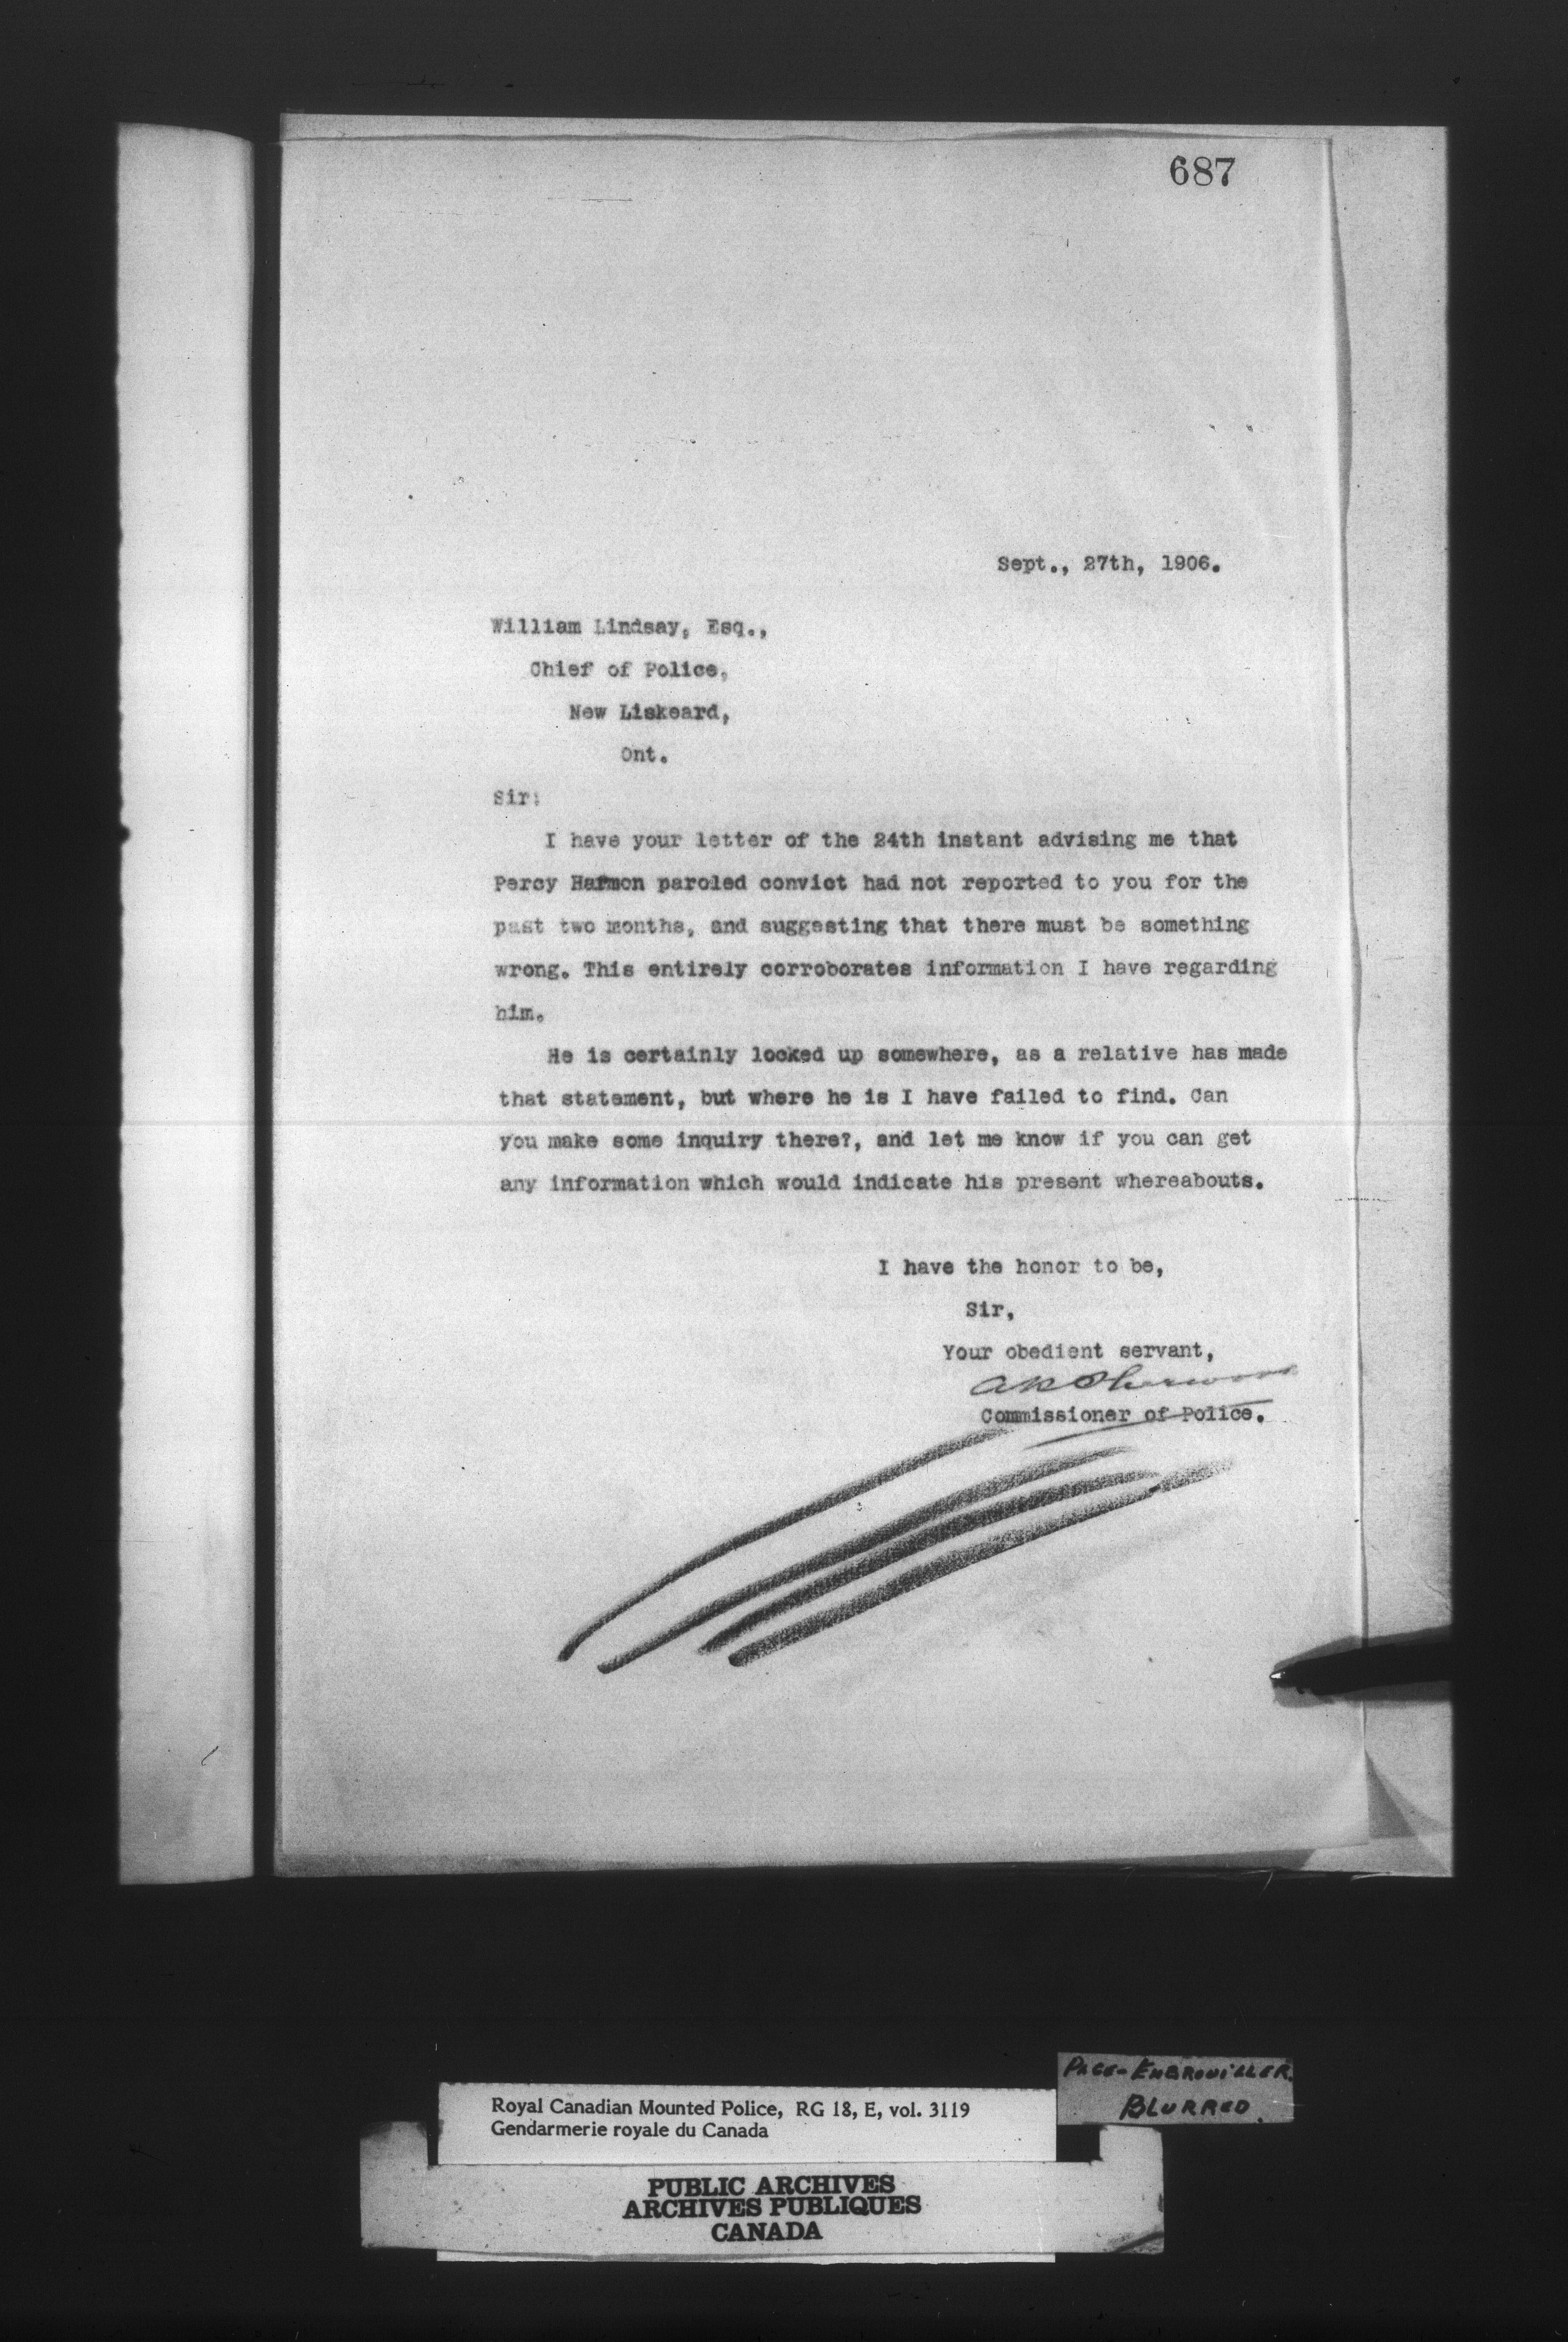 687
Sept., 27th, 1906.
William Lindsay, Esq.,
Chief of Police,
New Liskeard,
Ont.
Sir:
I have your letter of the 24th instant advising me that
Percy Harmon paroled convict had not reported to you for the
past two months, and suggesting that there must be something
wrong. This entirely corroborates information I have regarding
him.
He is certainly locked up somewhere, as a relative has made
that statement, but where he is I have failed to find. Can
you make some inquiry there?, and let me know if you can get
any information which would indicate his present whereabouts.
I have the honor to be,
Sir,
Your obedient servant,
A P Sherwood
Commissioner of Police.
PAGE-EMBROUILLER.
BLURRED.
Royal Canadian Mounted Police, RG 18, E, vol. 3119
Gendarmerie royale du Canada
PUBLIC ARCHIVES
ARCHIVES PUBLIQUES
CANADA